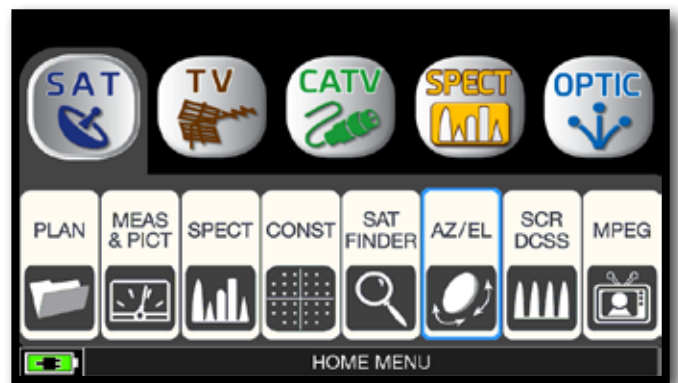 SAT
TV
CATV
SPECT
OPTIC
PLAN
MEAS
& PICT
SPECT
CONST
SAT
FINDER
AZ/EL
SCR
DCSS
MPEG
HOME MENU